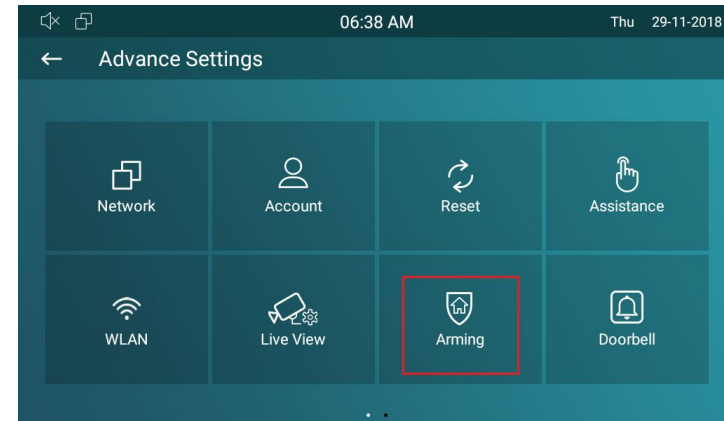 06:38 AM Thu 29-11-2018
Advance Settings
Network Account Reset Assistance
WLAN Live View Arming Doorbell